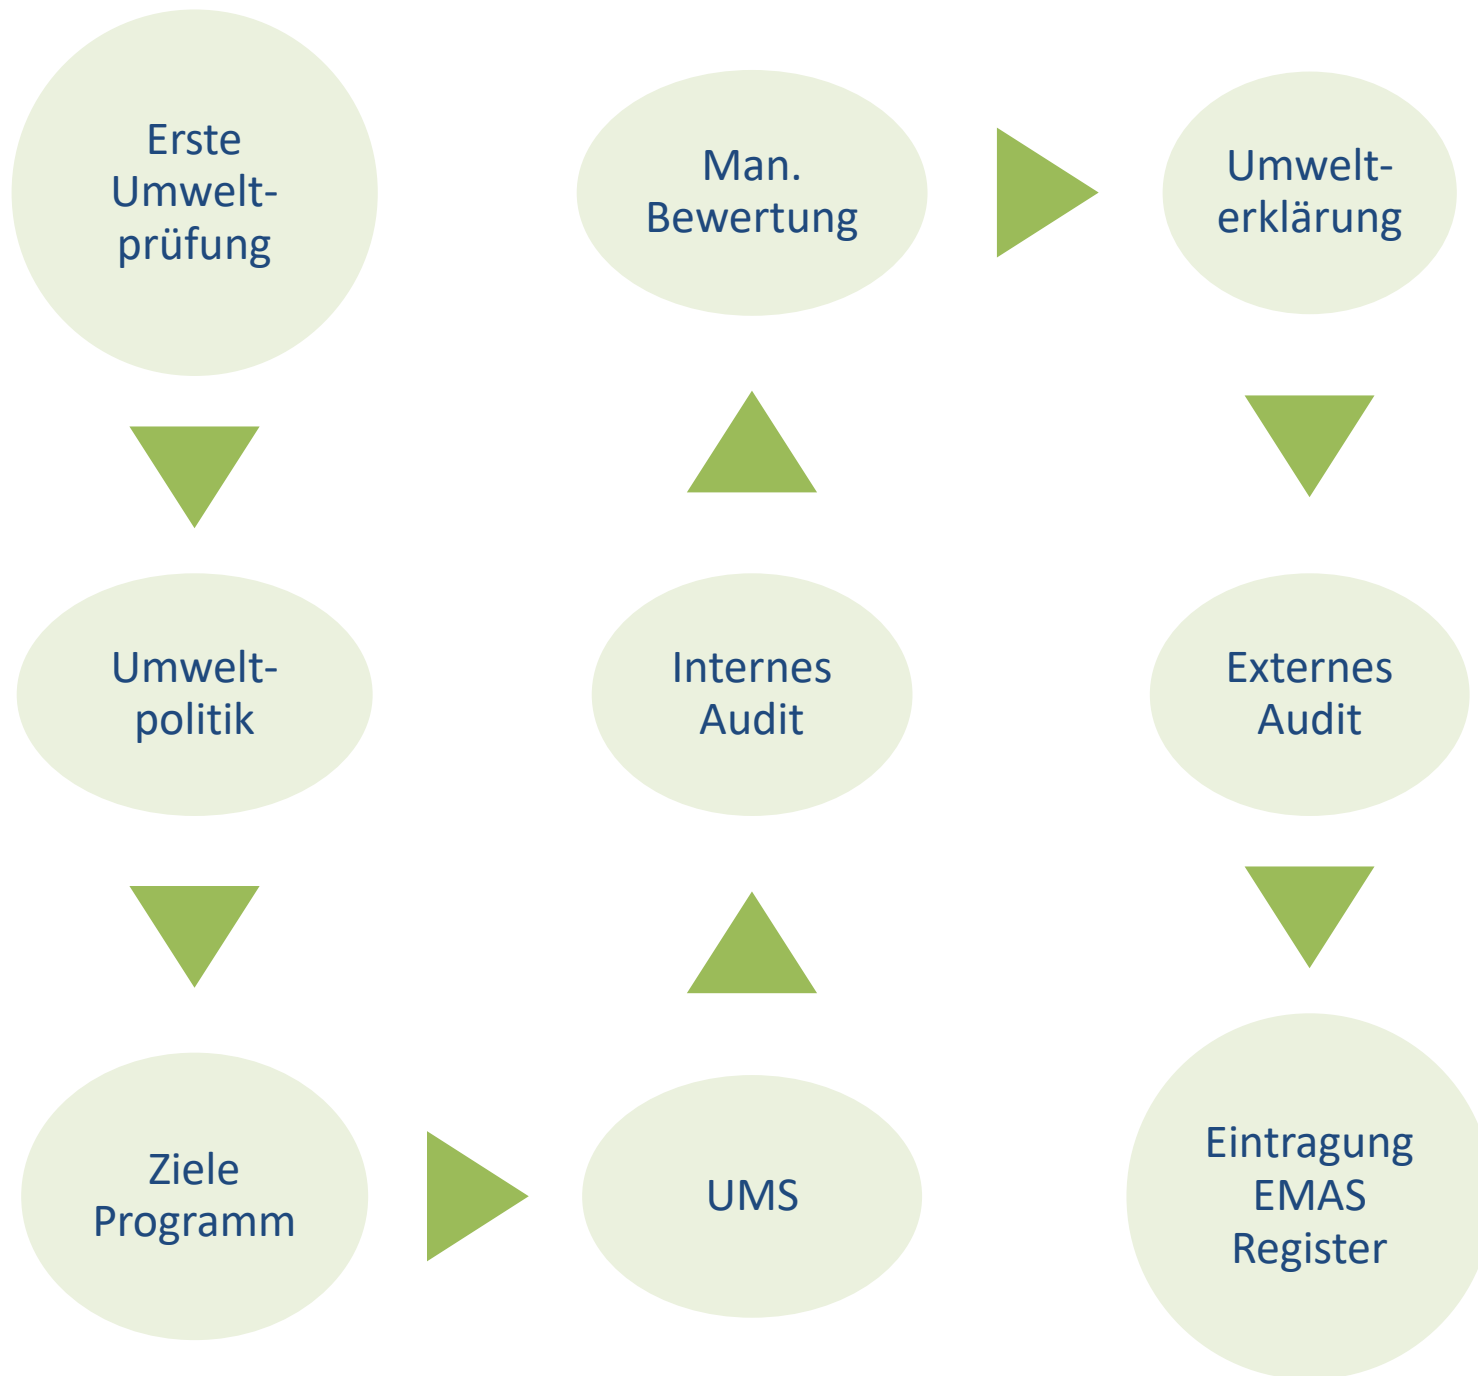 Erste
Umwelt-
prüfung
Umwelt-
politik
Ziele
Programm
UMS
Internes
Audit
Man.
Bewertung
Umwelt-
erklärung
Externes
Audit
Eintragung
EMAS
Register